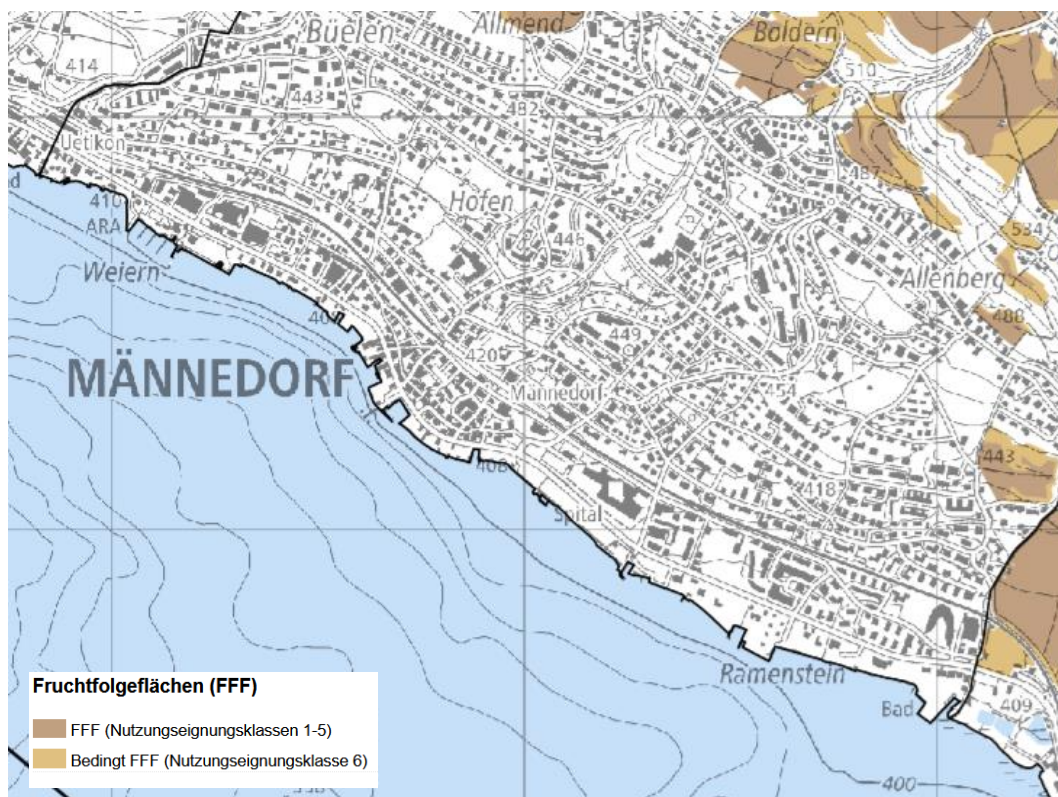 Büelen
Allmend
Boldern
414
510
443
482
Uetikon
487
d
410
ARA
Hofen
446
534
Weiern
Allenberg
488
449
420
MÄNNEDORF
Männedorf
454
443
408
418
Spital
Ramenstein
Bad
409
400
Fruchtfolgeflächen (FFF)
FFF (Nutzungseignungsklassen 1-5)
Bedingt FFF (Nutzungseignungsklasse 6)